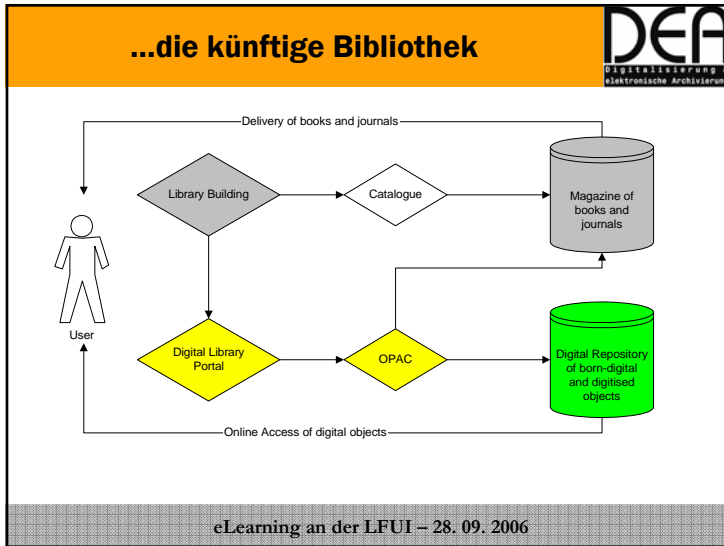 ...die künftige Bibliothek
DEA
Digitalisierung &
elektronische Archivierung
Delivery of books and journals
Library Building
Catalogue
Magazine of
books and
journals
User
Digital Library
Portal
OPAC
Digital Repository
of born-digital
and digitised
objects
Online Access of digital objects
eLearning an der LFUI – 28. 09. 2006